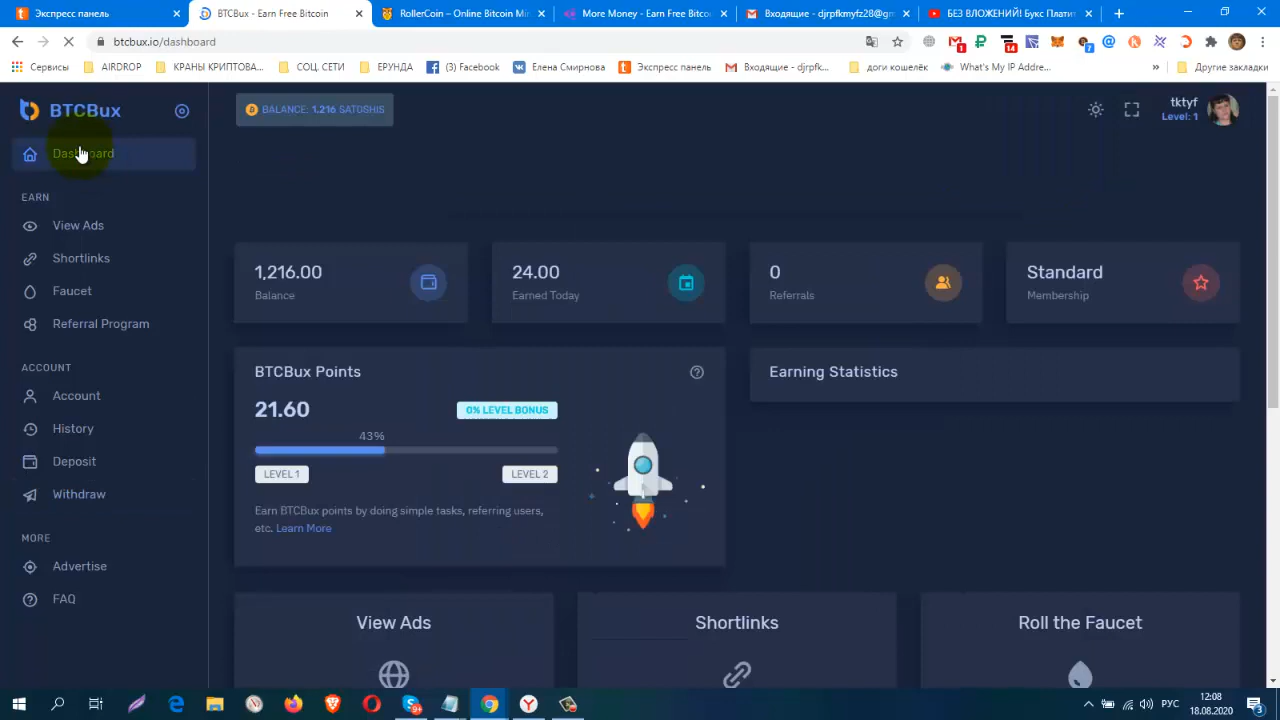 Экспресс панель
BTCBux - Earn Free Bitcoin
RollerCoin – Online Bitcoin Min
More Money - Earn Free Bitcoi
Входящие - djrpfkmyfz28@gm
БЕЗ ВЛОЖЕНИЙ! Букс Платит
btcbux.io/dashboard
1
14
7
Сервисы
AIRDROP
КРАНЫ КРИПТОВА...
СОЦ. СЕТИ
ЕРУНДА
(3) Facebook
Елена Смирнова
Экспресс панель
Входящие - djrpfk...
доги кошелёк
What's My IP Addre...
»
Другие закладки
BTCBux
BALANCE: 1.216 SATOSHIS
tktyf
Level: 1
Dashboard
EARN
View Ads
Shortlinks
Faucet
Referral Program
ACCOUNT
Account
History
Deposit
Withdraw
MORE
Advertise
FAQ
1,216.00
Balance
24.00
Earned Today
0
Referrals
Standard
Membership
BTCBux Points
21.60
0% LEVEL BONUS
43%
LEVEL 1
LEVEL 2
Earn BTCBux points by doing simple tasks, referring users,
etc. Learn More
Earning Statistics
View Ads
Shortlinks
Roll the Faucet
РУС
12:08
18.08.2020
3